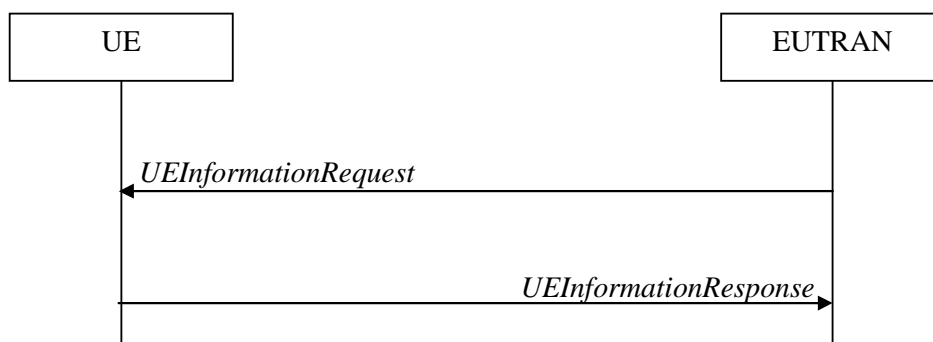 UE
EUTRAN
UEInformationRequest
UEInformationResponse